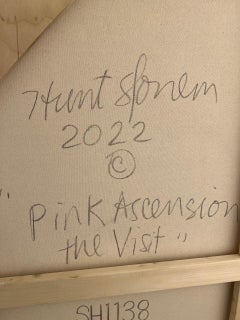 Hunt Slonem
2022
©
" Pink Ascension
the Vist "
SH1138